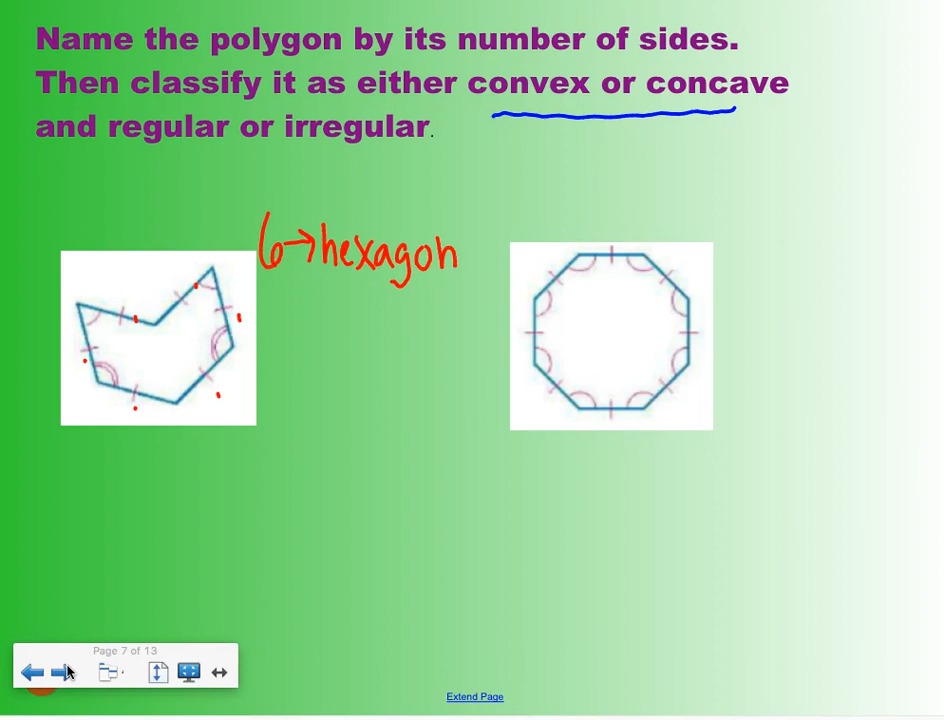 Name the polygon by its number of sides.
Then classify it as either convex or concave
and regular or irregular.
6→hexagon
Page 7 of 13
Extend Page